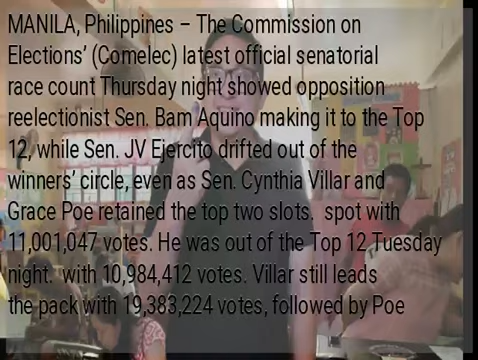 MANILA, Philippines – The Commission on
Elections' (Comelec) latest official senatorial
race count Thursday night showed opposition
reelectionist Sen. Bam Aquino making it to the Top
12, while Sen. JV Ejercito drifted out of the
winners' circle, even as Sen. Cynthia Villar and
Grace Poe retained the top two slots.  spot with
11,001,047 votes. He was out of the Top 12 Tuesday
night.  with 10,984,412 votes. Villar still leads
the pack with 19,383,224 votes, followed by Poe